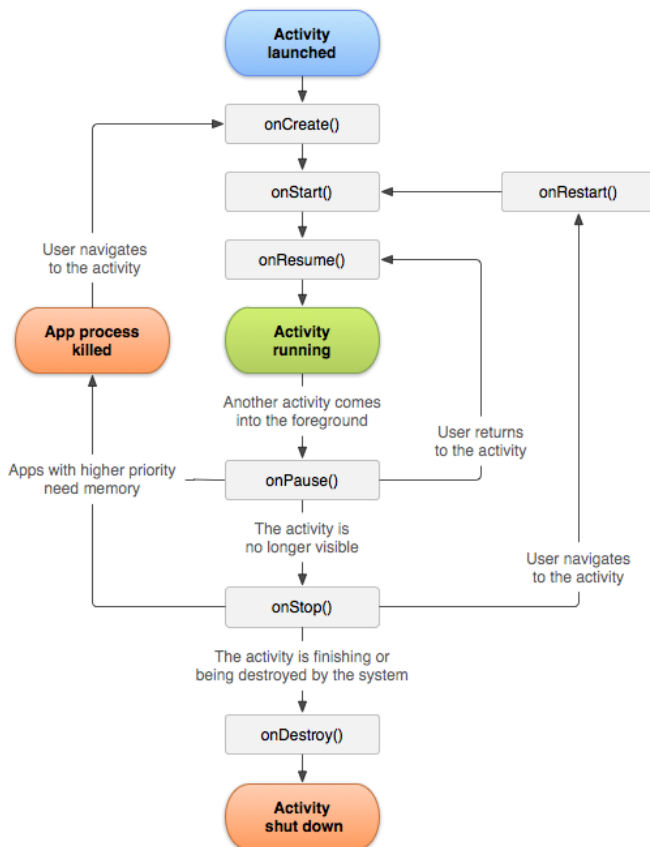 Activity
launched
onCreate()
onStart()
onRestart()
User navigates
to the activity
onResume()
App process
killed
Activity
running
Another activity comes
into the foreground
User returns
to the activity
Apps with higher priority
need memory
onPause()
The activity is
no longer visible
User navigates
to the activity
onStop()
The activity is finishing or
being destroyed by the system
onDestroy()
Activity
shut down